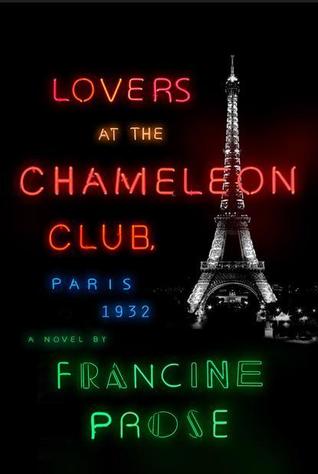 LOVERS
AT THE
CHAMELEON
CLUB,
PARIS
1932
A NOVEL BY
FRANCINE
PROSE